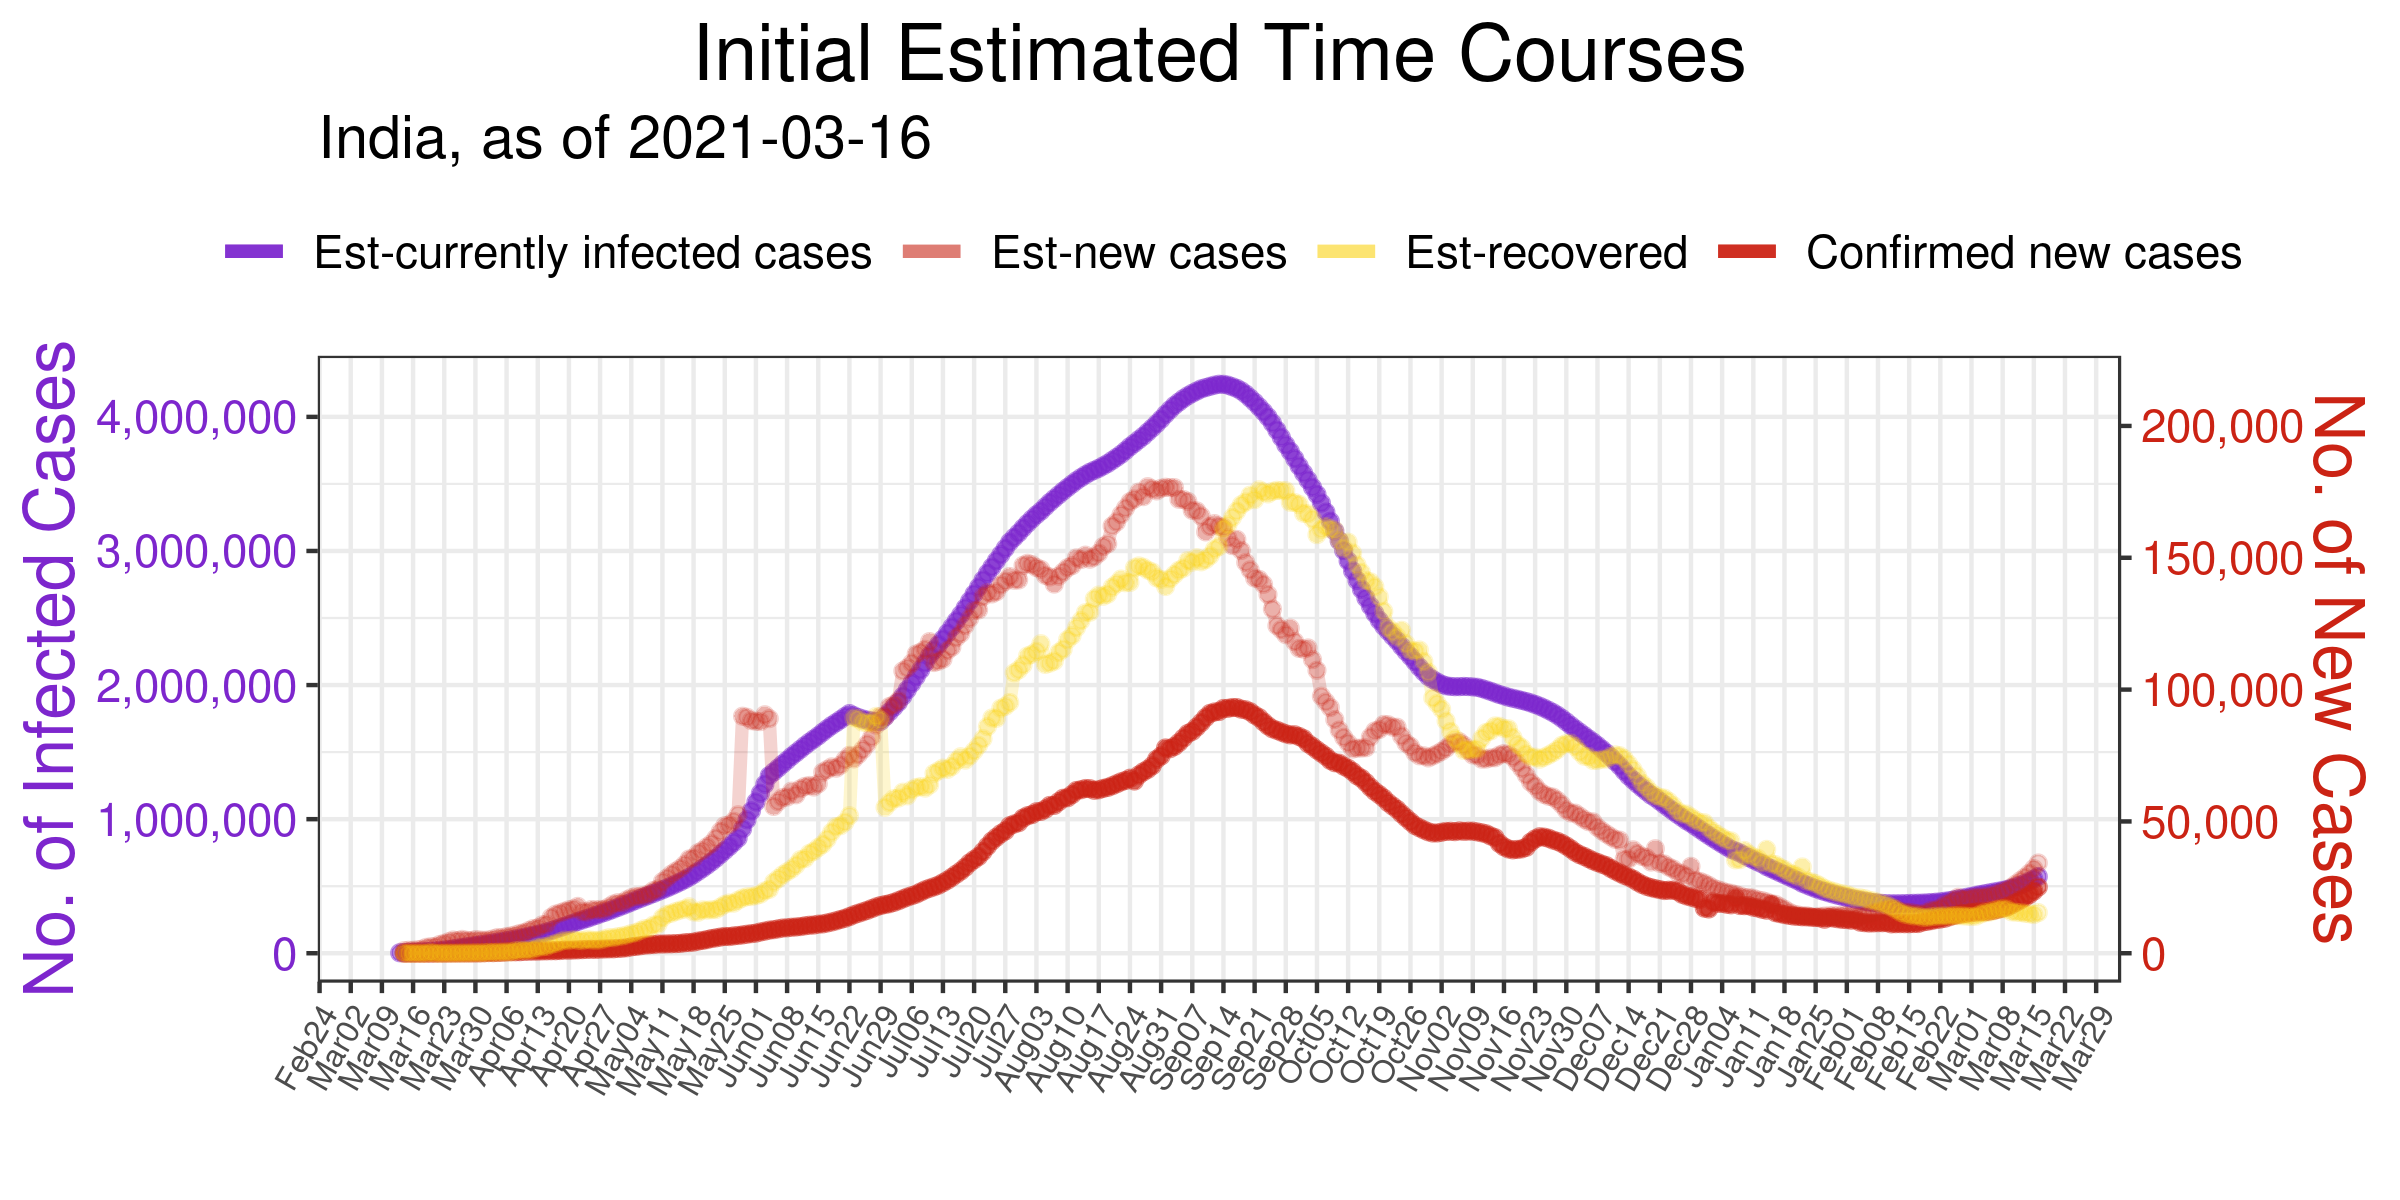 Initial Estimated Time Courses
India, as of 2021-03-16
Est-currently infected cases Est-new cases Est-recovered Confirmed new cases
No. of Infected Cases
4,000,000
3,000,000
2,000,000
1,000,000
0
200,000
150,000
100,000
50,000
0
No. of New Cases
Feb24 Mar02 Mar09 Mar16 Mar23 Mar30 Apr06 Apr13 Apr20 Apr27 May04 May11 May18 May25 Jun01 Jun08 Jun15 Jun22 Jun29 Jul06 Jul13 Jul20 Jul27 Aug03 Aug10 Aug17 Aug24 Aug31 Sep07 Sep14 Sep21 Sep28 Oct05 Oct12 Oct19 Oct26 Nov02 Nov09 Nov16 Nov23 Nov30 Dec07 Dec14 Dec21 Dec28 Jan04 Jan11 Jan18 Jan25 Feb01 Feb08 Feb15 Feb22 Mar01 Mar08 Mar15 Mar22 Mar29